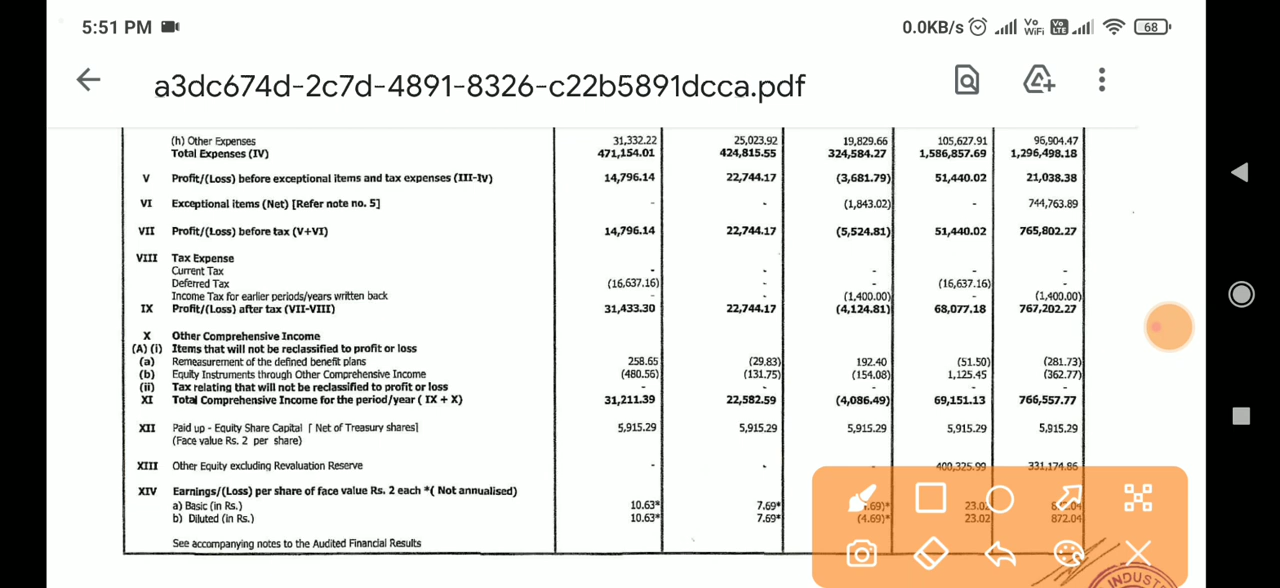 5:51 PM 0.0KB/s Vo WiFi Vo LTE 68
a3dc674d-2c7d-4891-8326-c22b5891dcca.pdf
(h) Other Expenses 31,332.22 25,023.92 19,829.66 105,627.91 96,904.47
Total Expenses (IV) 471,154.01 424,815.55 324,584.27 1,586,857.69 1,296,498.18
V Profit/(Loss) before exceptional items and tax expenses (III-IV) 14,796.14 22,744.17 (3,681.79) 51,440.02 21,038.38
VI Exceptional items (Net) [Refer note no. 5] - - (1,843.02) - 744,763.89
VII Profit/(Loss) before tax (V+VI) 14,796.14 22,744.17 (5,524.81) 51,440.02 765,802.27
VIII Tax Expense
Current Tax - - - - -
Deferred Tax (16,637.16) - - (16,637.16) -
Income Tax for earlier periods/years written back - - (1,400.00) - (1,400.00)
IX Profit/(Loss) after tax (VII-VIII) 31,433.30 22,744.17 (4,124.81) 68,077.18 767,202.27
X Other Comprehensive Income
(A) (i) Items that will not be reclassified to profit or loss
(a) Remeasurement of the defined benefit plans 258.65 (29.83) 192.40 (51.50) (281.73)
(b) Equity Instruments through Other Comprehensive Income (480.56) (131.75) (154.08) 1,125.45 (362.77)
(ii) Tax relating that will not be reclassified to profit or loss - - - - -
XI Total Comprehensive Income for the period/year ( IX + X) 31,211.39 22,582.59 (4,086.49) 69,151.13 766,557.77
XII Paid up - Equity Share Capital [ Net of Treasury shares] 5,915.29 5,915.29 5,915.29 5,915.29 5,915.29
(Face value Rs. 2 per share)
XIII Other Equity excluding Revaluation Reserve - - - 400,325.99 331,174.86
XIV Earnings/(Loss) per share of face value Rs. 2 each *( Not annualised)
a) Basic (in Rs.) 10.63* 7.69* 23.02
b) Diluted (in Rs.) 10.63* 7.69* (4.69)* 23.02 872.04
See accompanying notes to the Audited Financial Results
INDUST